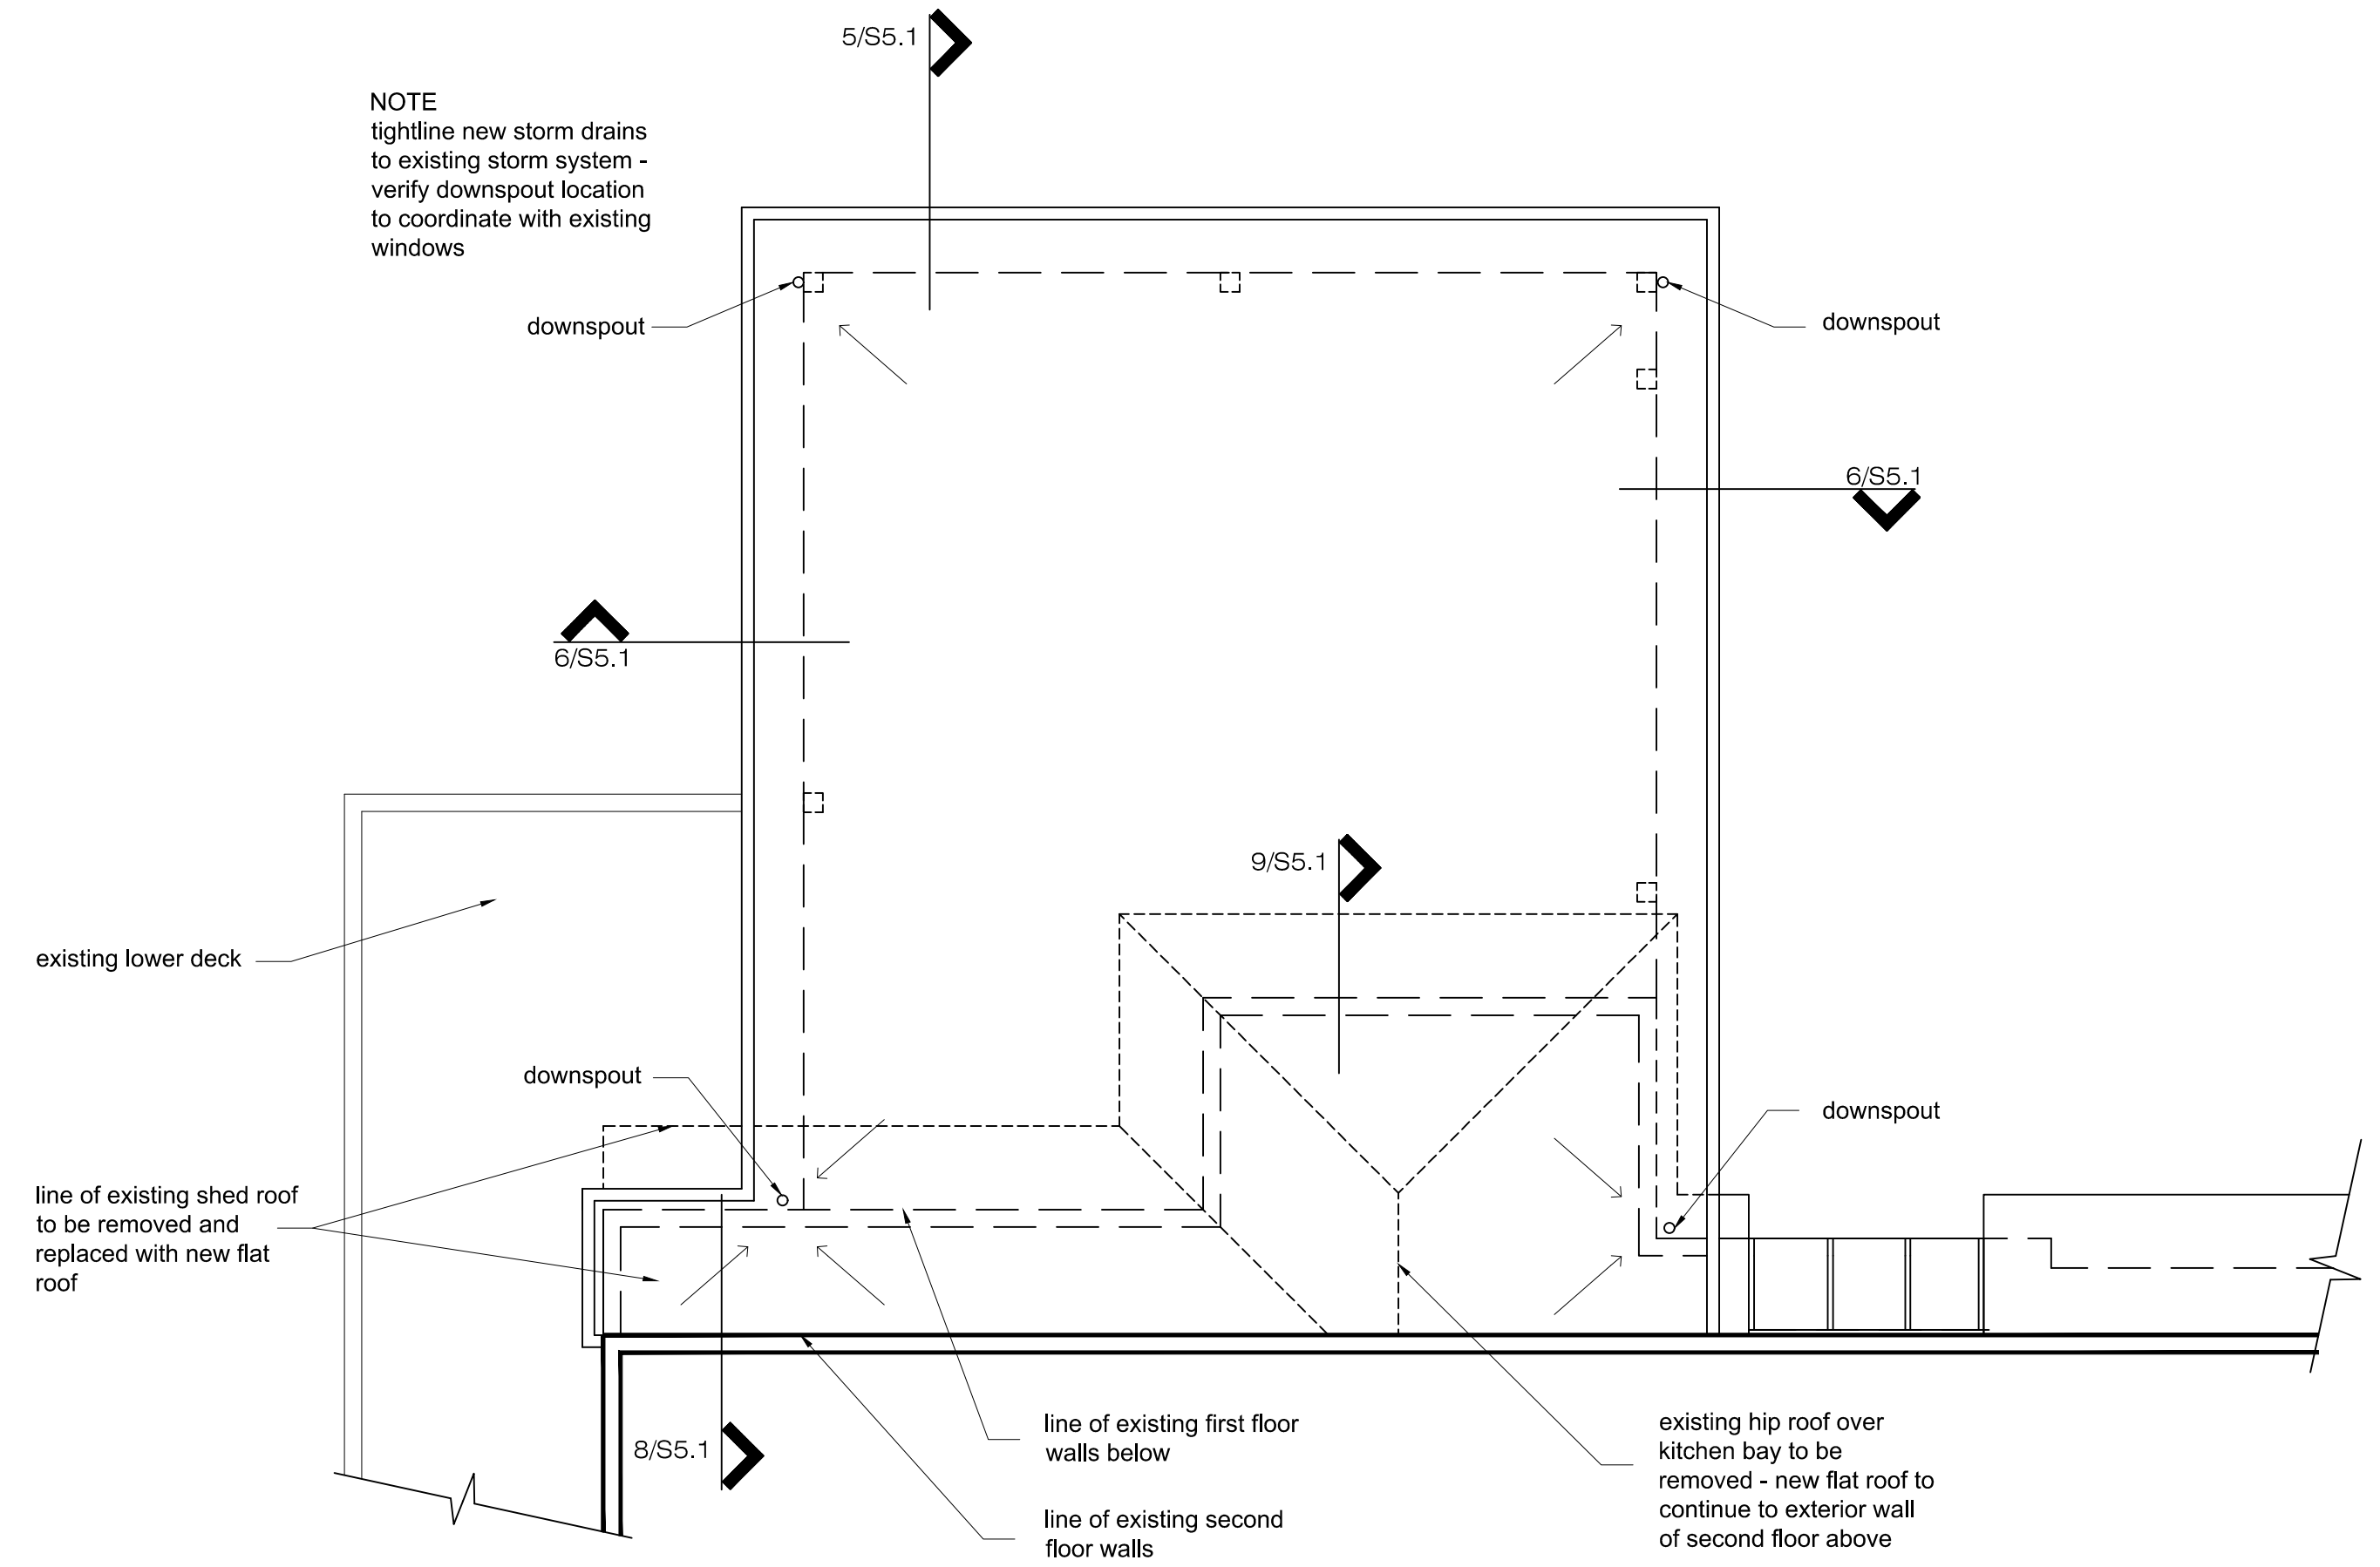 5/S5.1
NOTE
tightline new storm drains
to existing storm system -
verify downspout location
to coordinate with existing
windows
downspout
downspout
6/S5.1
6/S5.1
9/S5.1
existing lower deck
downspout
downspout
line of existing shed roof
to be removed and
replaced with new flat
roof
8/S5.1
line of existing first floor
walls below
line of existing second
floor walls
existing hip roof over
kitchen bay to be
removed - new flat roof to
continue to exterior wall
of second floor above